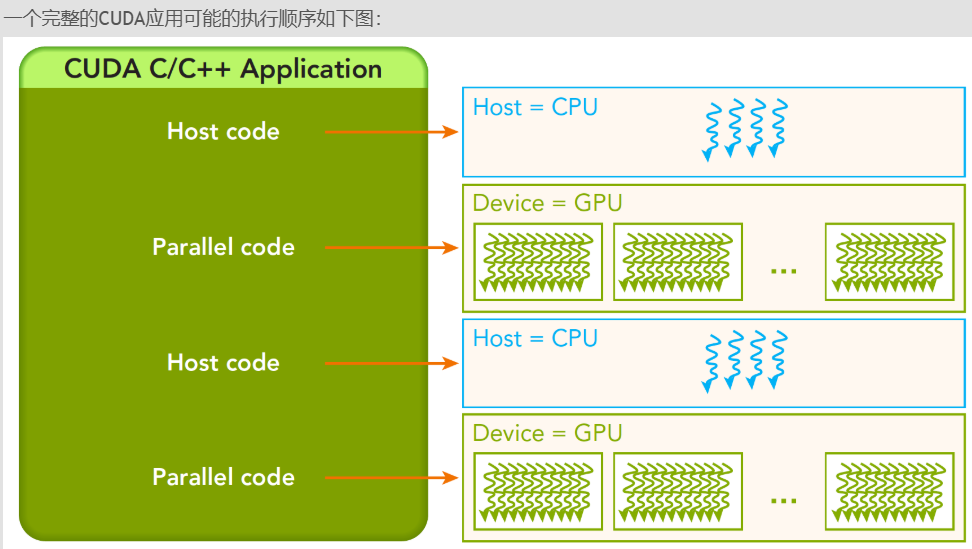 一个完整的CUDA应用可能的执行顺序如下图：
CUDA C/C++ Application
Host code
Host = CPU
Parallel code
Device = GPU
...
Host code
Host = CPU
Parallel code
Device = GPU
...